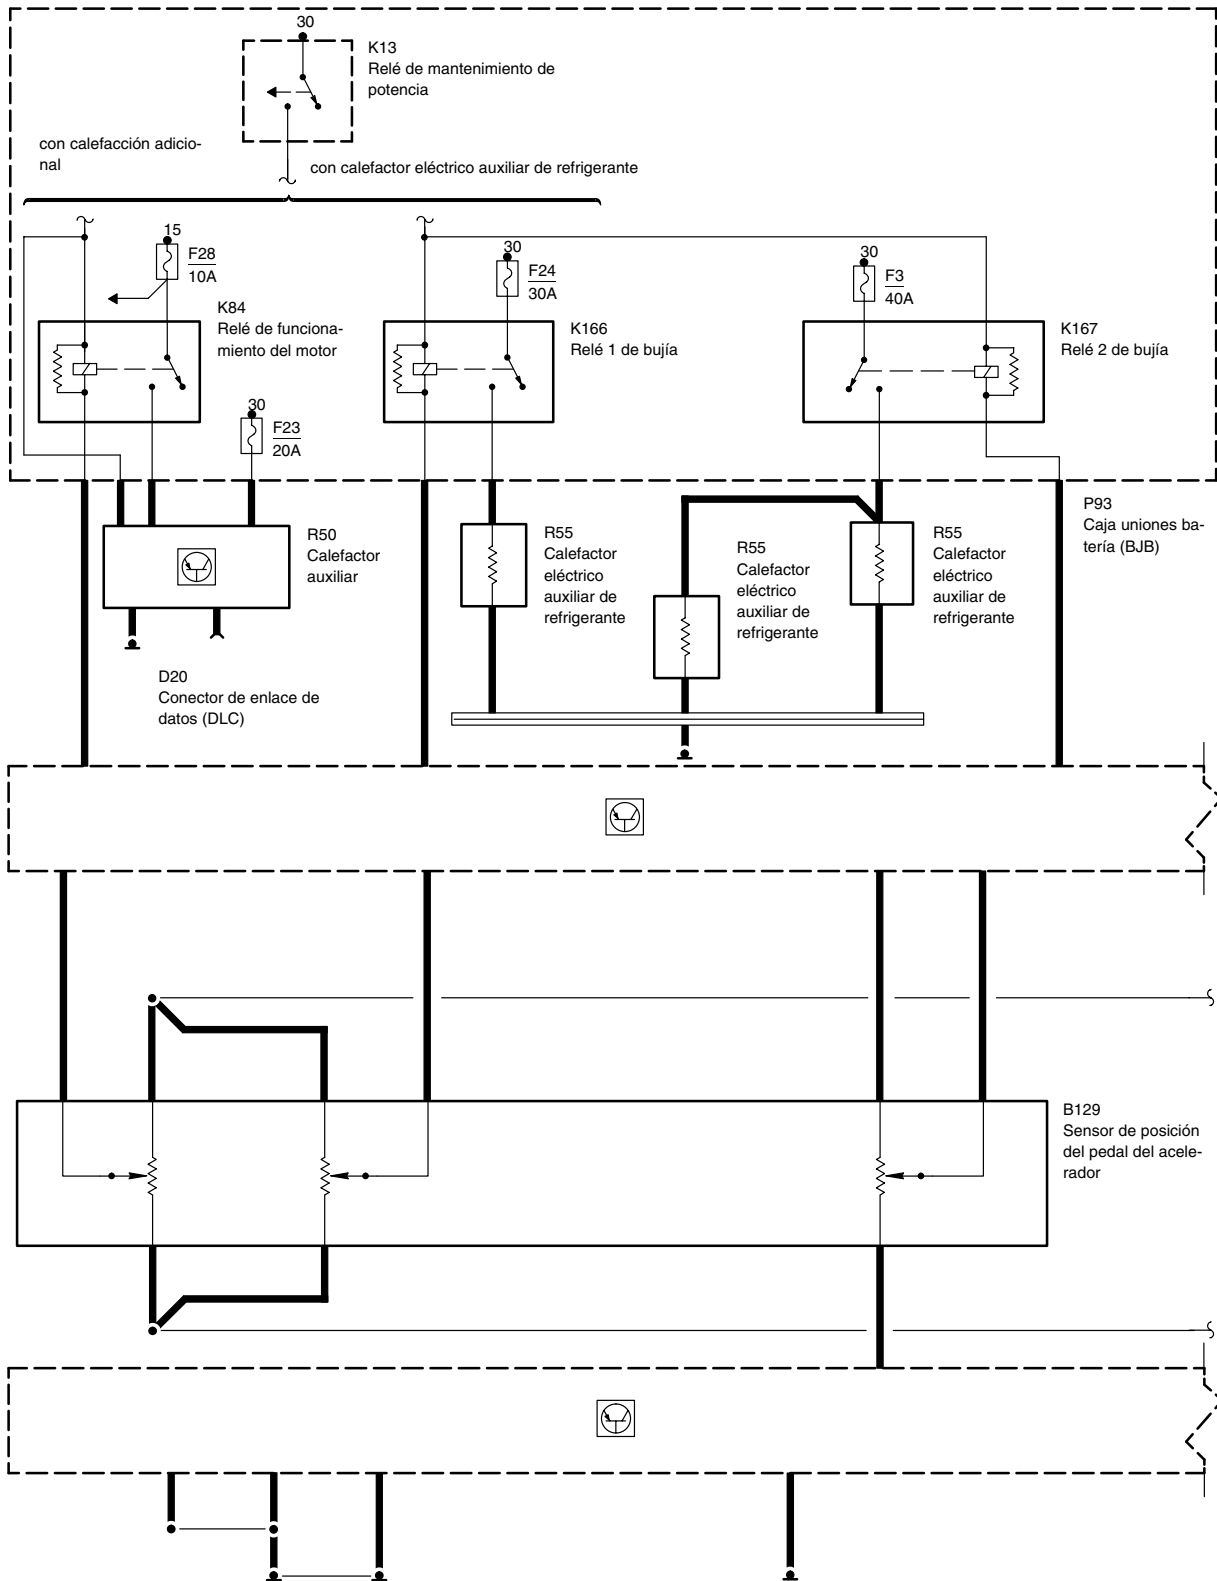 30
K13
Relé de mantenimiento de
potencia
con calefacción adicio-
nal
con calefactor eléctrico auxiliar de refrigerante
15
F28
10A
30
F24
30A
30
F3
40A
K84
Relé de funciona-
miento del motor
K166
Relé 1 de bujía
K167
Relé 2 de bujía
30
F23
20A
R50
Calefactor
auxiliar
R55
Calefactor
eléctrico
auxiliar de
refrigerante
R55
Calefactor
eléctrico
auxiliar de
refrigerante
R55
Calefactor
eléctrico
auxiliar de
refrigerante
P93
Caja uniones ba-
tería (BJB)
D20
Conector de enlace de
datos (DLC)
B129
Sensor de posición
del pedal del acele-
rador